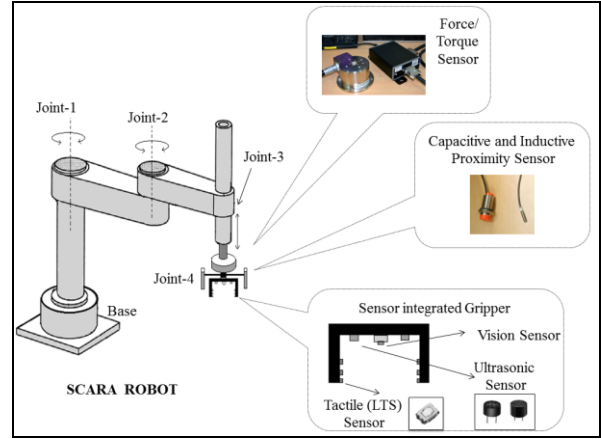 Force/
Torque
Sensor
Joint-1
Joint-2
Joint-3
Capacitive and Inductive
Proximity Sensor
Joint-4
Base
Sensor integrated Gripper
Vision Sensor
Ultrasonic
Sensor
Tactile (LTS)
Sensor
SCARA ROBOT